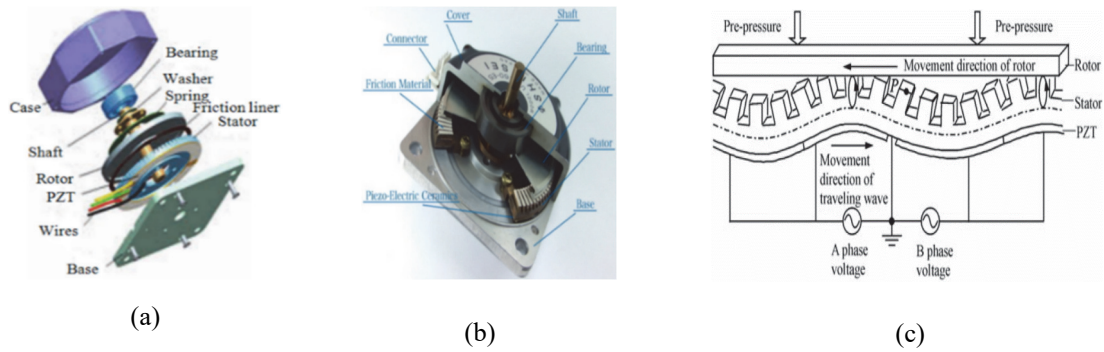 Bearing
Washer
Spring
Friction liner
Stator
Case
Shaft
Rotor
PZT
Wires
Base
(a)
Cover
Shaft
Connector
Bearing
Friction Material
Rotor
Stator
Piezo-Electric Ceramics
Base
(b)
Pre-pressure
Pre-pressure
Movement direction of rotor
Rotor
P
Stator
PZT
Movement
direction of
traveling wave
A phase
voltage
B phase
voltage
(c)